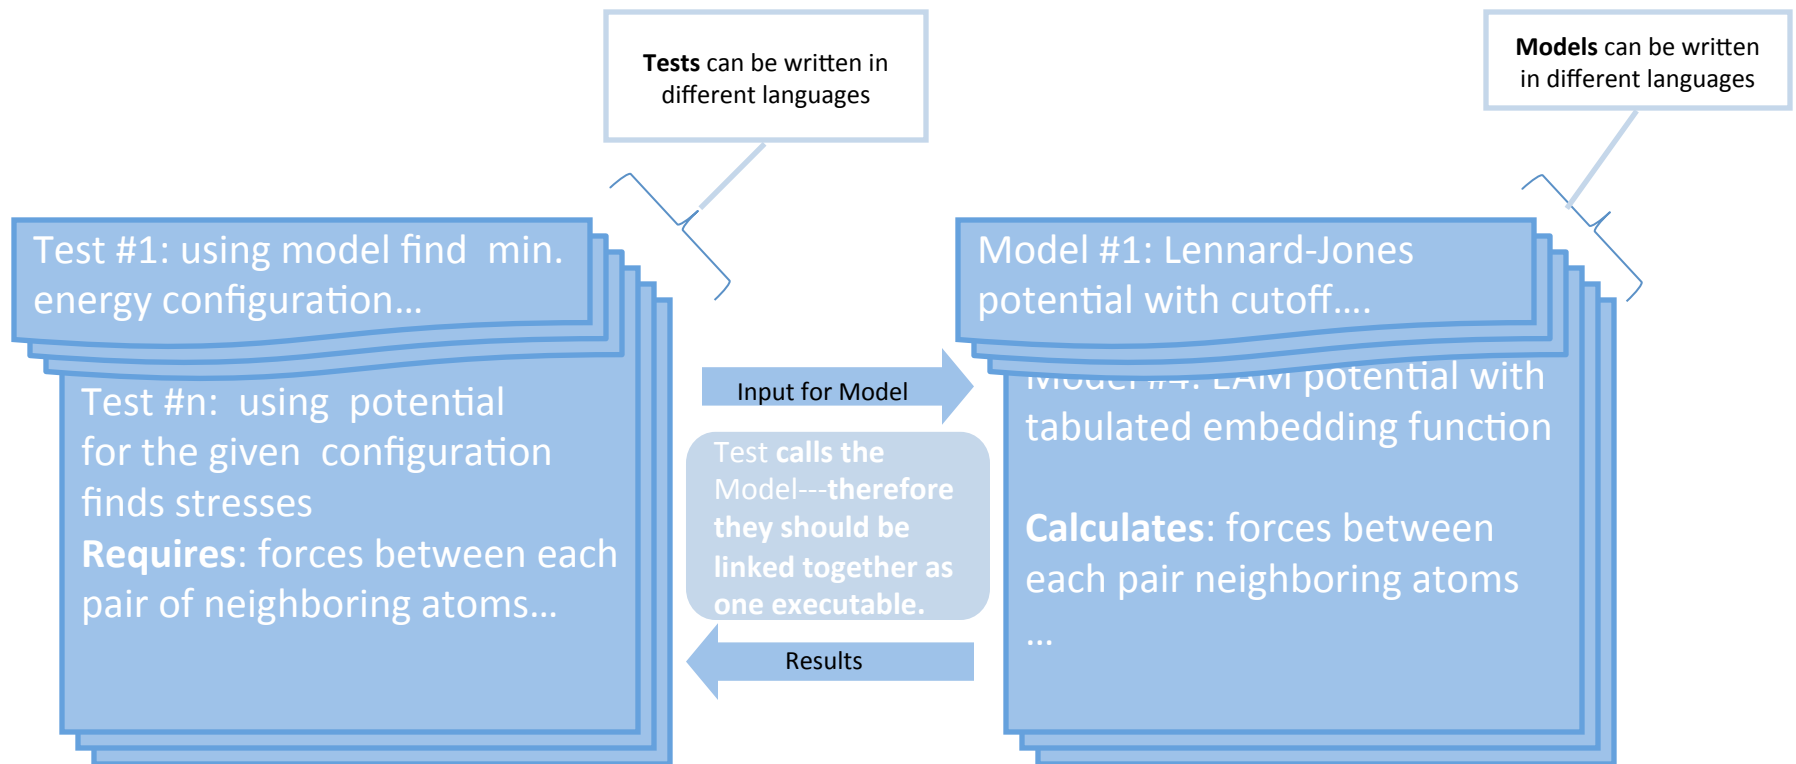 Tests can be written in
different languages
Models can be written
in different languages
Test #1: using model find  min.
energy configuration…
Test #n:  using  potential
for the given  configuration
finds stresses
Requires: forces between each
pair of neighboring atoms…
Input for Model
Test calls the
Model---therefore
they should be
linked together as
one executable.
Results
Model #1: Lennard-Jones
potential with cutoff….
Model #4: EAM potential with
tabulated embedding function
Calculates: forces between
each pair neighboring atoms
…